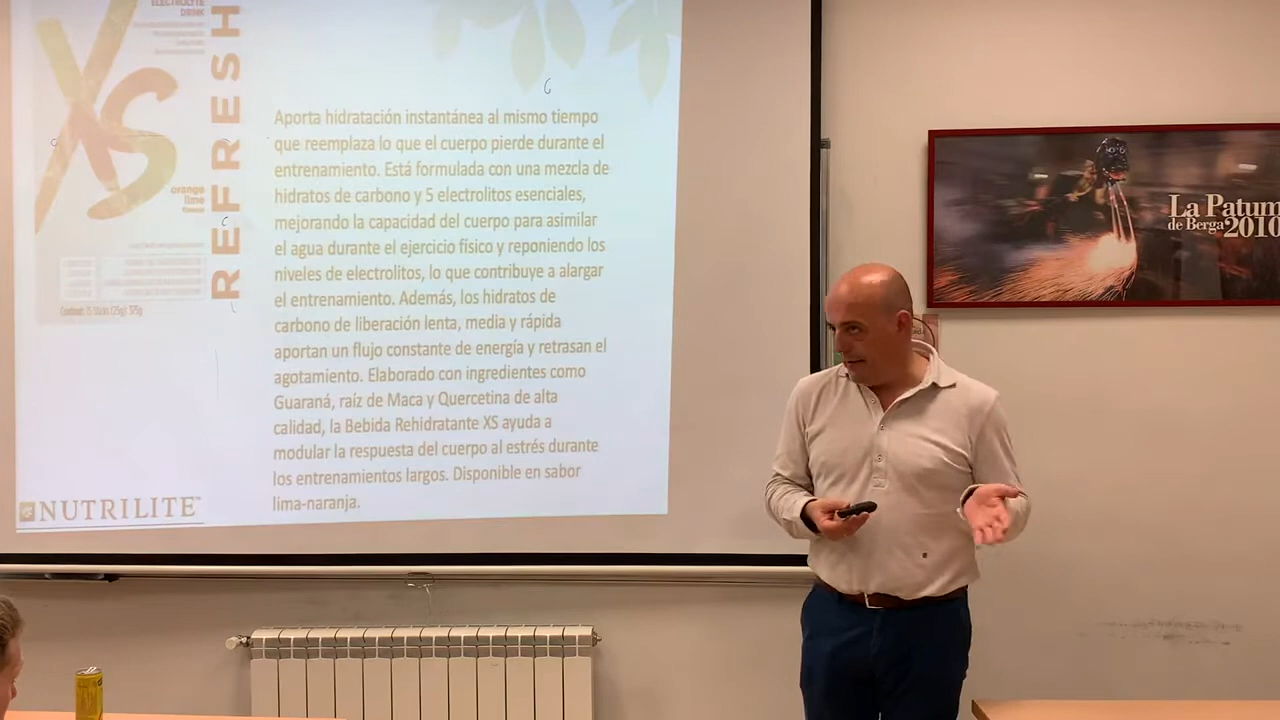 ELECTROLYTE
DRINK
XS
REFRESH
orange
lime
Aporta hidratación instantánea al mismo tiempo
que reemplaza lo que el cuerpo pierde durante el
entrenamiento. Está formulada con una mezcla de
hidratos de carbono y 5 electrolitos esenciales,
mejorando la capacidad del cuerpo para asimilar
el agua durante el ejercicio físico y reponiendo los
niveles de electrolitos, lo que contribuye a alargar
el entrenamiento. Además, los hidratos de
carbono de liberación lenta, media y rápida
aportan un flujo constante de energía y retrasan el
agotamiento. Elaborado con ingredientes como
Guaraná, raíz de Maca y Quercetina de alta
calidad, la Bebida Rehidratante XS ayuda a
modular la respuesta del cuerpo al estrés durante
los entrenamientos largos. Disponible en sabor
lima-naranja.
NUTRILITE™
La Patum
de Berga 2010